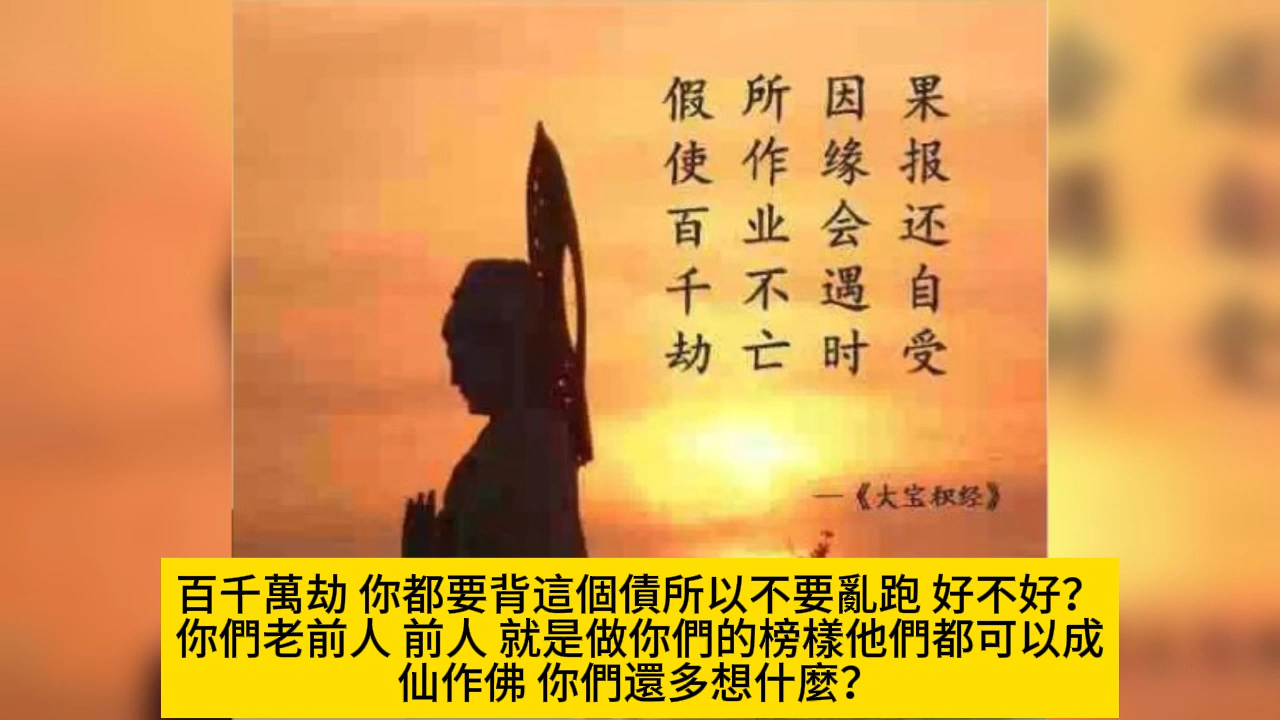 假使百千劫
所作业不亡
因缘会遇时
果报还自受
—《大宝积经》
百千萬劫 你都要背這個債所以不要亂跑 好不好？
你們老前人 前人 就是做你們的榜樣他們都可以成
仙作佛 你們還多想什麼？